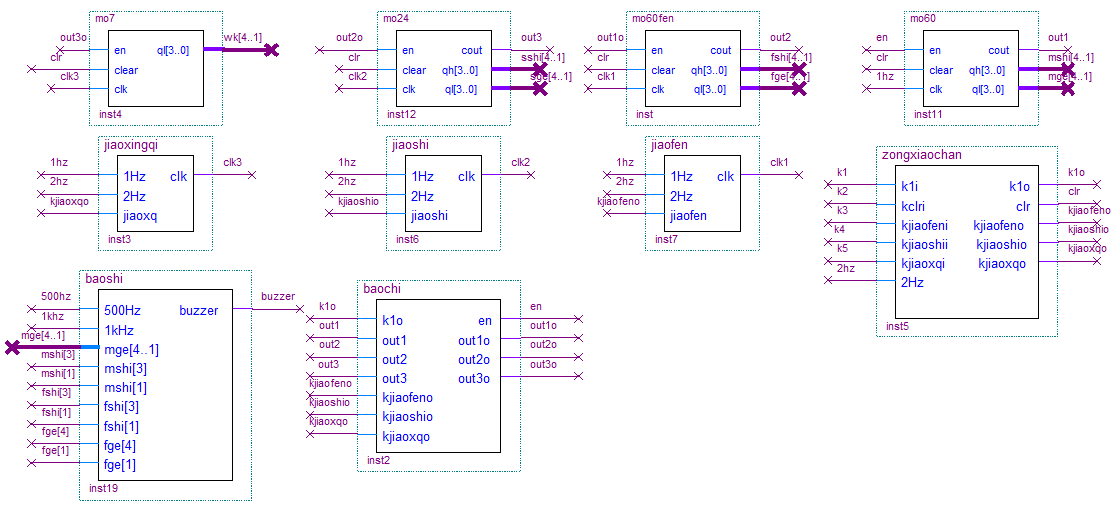 mo7
out3o
en
ql[3..0]
wk[4..1]
clr
clear
clk3
clk
inst4
mo24
out2o
en
cout
out3
clr
clear
qh[3..0]
sshi[4..1]
clk2
clk
ql[3..0]
sge[4..1]
inst12
mo60fen
out1o
en
cout
out2
clr
clear
qh[3..0]
fshi[4..1]
clk1
clk
ql[3..0]
fge[4..1]
inst
mo60
en
en
cout
out1
clr
clear
qh[3..0]
mshi[4..1]
1hz
clk
ql[3..0]
mge[4..1]
inst11
jiaoxingqi
1hz
1Hz
clk
clk3
2hz
2Hz
kjiaoxqo
jiaoxq
inst3
jiaoshi
1hz
1Hz
clk
clk2
2hz
2Hz
kjiaoshio
jiaoshi
inst6
jiaofen
1hz
1Hz
clk
clk1
2hz
2Hz
kjiaofeno
jiaofen
inst7
zongxiaochan
k1
k1i
k1o
k1o
k2
kclri
clr
clr
k3
kjiaofeni
kjiaofeno
kjiaofeno
k4
kjiaoshii
kjiaoshio
kjiaoshio
k5
kjiaoxqi
kjiaoxqo
kjiaoxqo
2hz
2Hz
inst5
baoshi
500hz
500Hz
buzzer
buzzer
1khz
1kHz
mge[4..1]
mge[4..1]
mshi[3]
mshi[3]
mshi[1]
mshi[1]
fshi[3]
fshi[3]
fshi[1]
fshi[1]
fge[4]
fge[4]
fge[1]
fge[1]
inst19
baochi
k1o
k1o
en
en
out1
out1
out1o
out1o
out2
out2
out2o
out2o
out3
out3
out3o
out3o
kjiaofeno
kjiaofeno
kjiaoshio
kjiaoshio
kjiaoxqo
kjiaoxqo
inst2